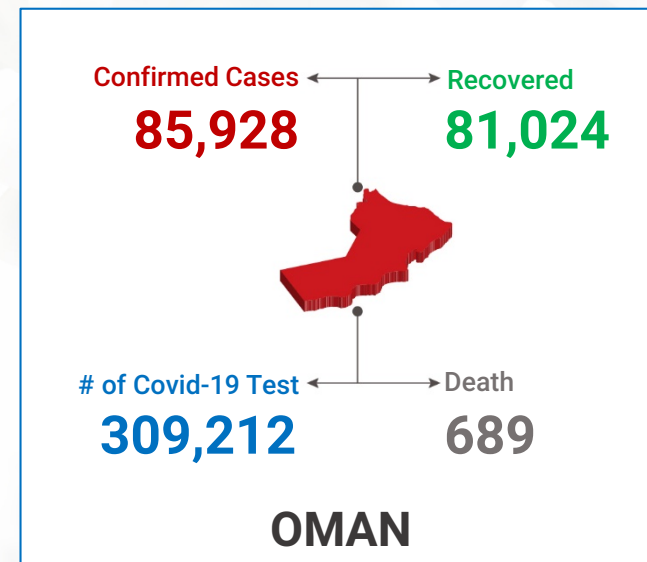 Confirmed Cases
85,928
Recovered
81,024
# of Covid-19 Test
309,212
Death
689
OMAN